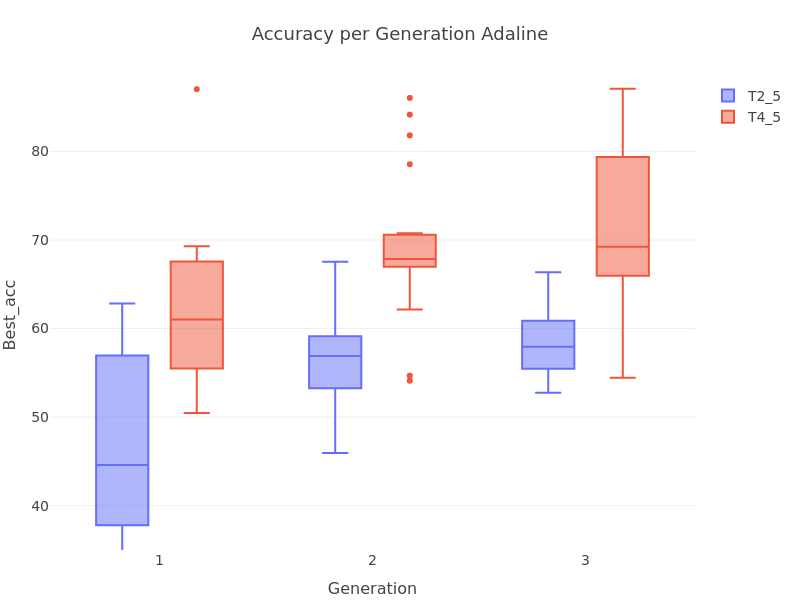 Accuracy per Generation Adaline
T2_5
T4_5
80
70
60
50
40
Best_acc
1
2
3
Generation